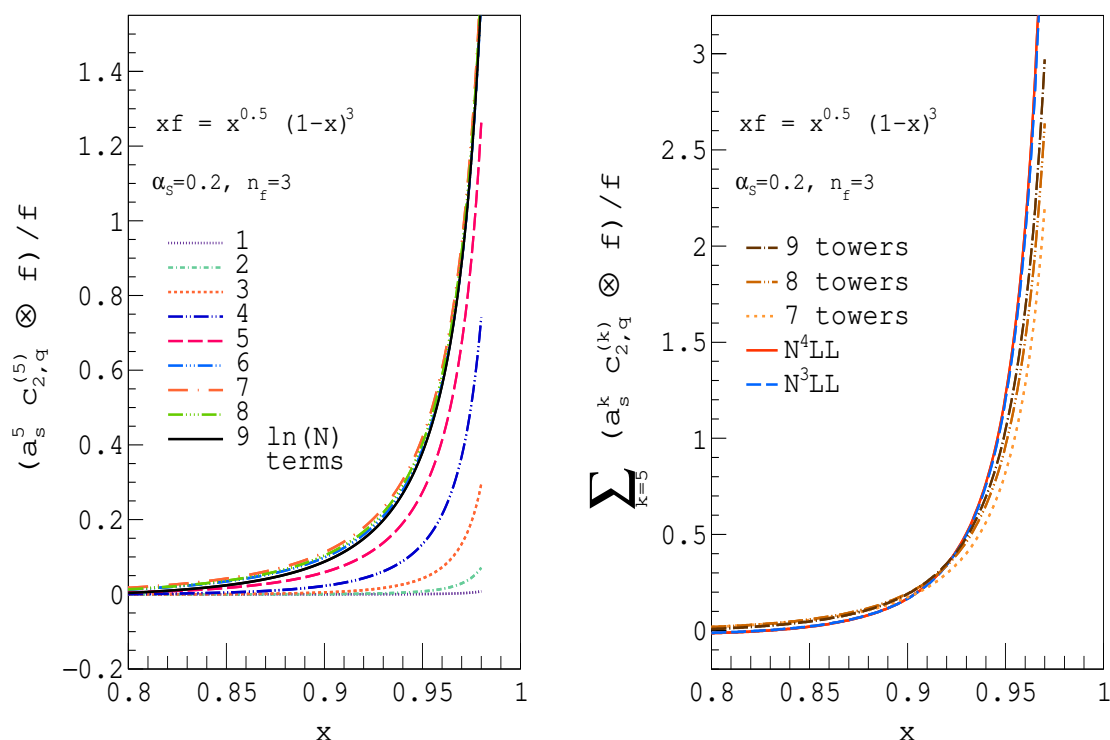 (a_s^5 c_{2,q}^{(5)} ⊗ f)/f
1.4
1.2
1
0.8
0.6
0.4
0.2
0
−0.2
xf = x^{0.5} (1-x)^3
α_S=0.2, n_f=3
1
2
3
4
5
6
7
8
9 ln(N)
terms
0.8 0.85 0.9 0.95 1
x
∑_{k=5} (a_s^k c_{2,q}^{(k)} ⊗ f)/f
3
2.5
2
1.5
1
0.5
0
xf = x^{0.5} (1-x)^3
α_S=0.2, n_f=3
9 towers
8 towers
7 towers
N^4LL
N^3LL
0.8 0.85 0.9 0.95 1
x